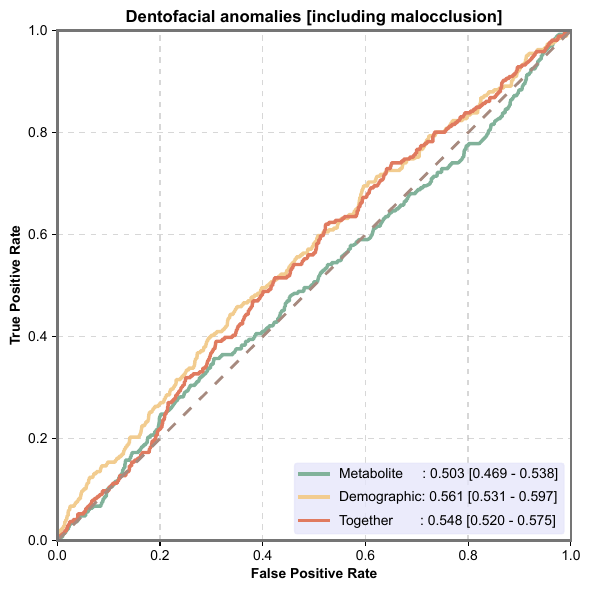 Dentofacial anomalies [including malocclusion]
1.0
0.8
0.6
0.4
0.2
0.0
True Positive Rate
Metabolite : 0.503 [0.469 - 0.538]
Demographic: 0.561 [0.531 - 0.597]
Together : 0.548 [0.520 - 0.575]
0.0 0.2 0.4 0.6 0.8 1.0
False Positive Rate